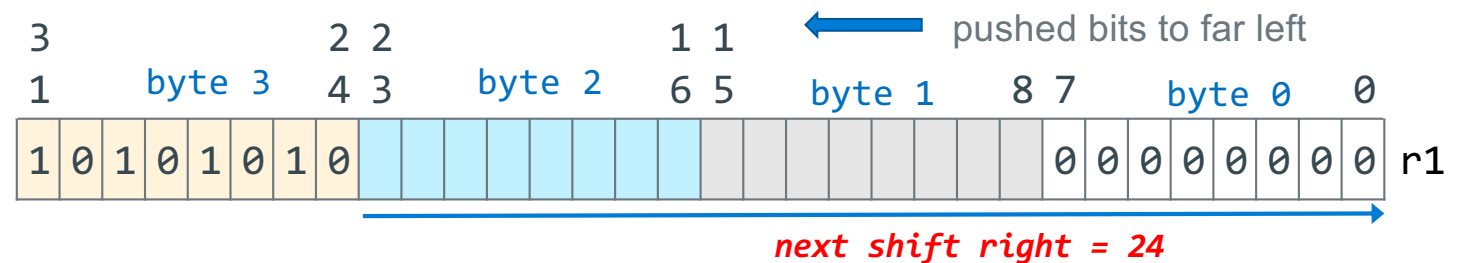 3 2 2 1 1 pushed bits to far left
1 byte 3 4 3 byte 2 6 5 byte 1 8 7 byte 0 0
1 0 1 0 1 0 1 0 0 0 0 0 0 0 0 0 r1
next shift right = 24